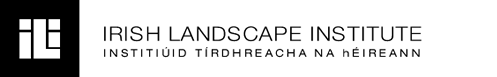 ili
IRISH LANDSCAPE INSTITUTE
INSTITIÚID TÍRDHREACHA NA hÉIREANN